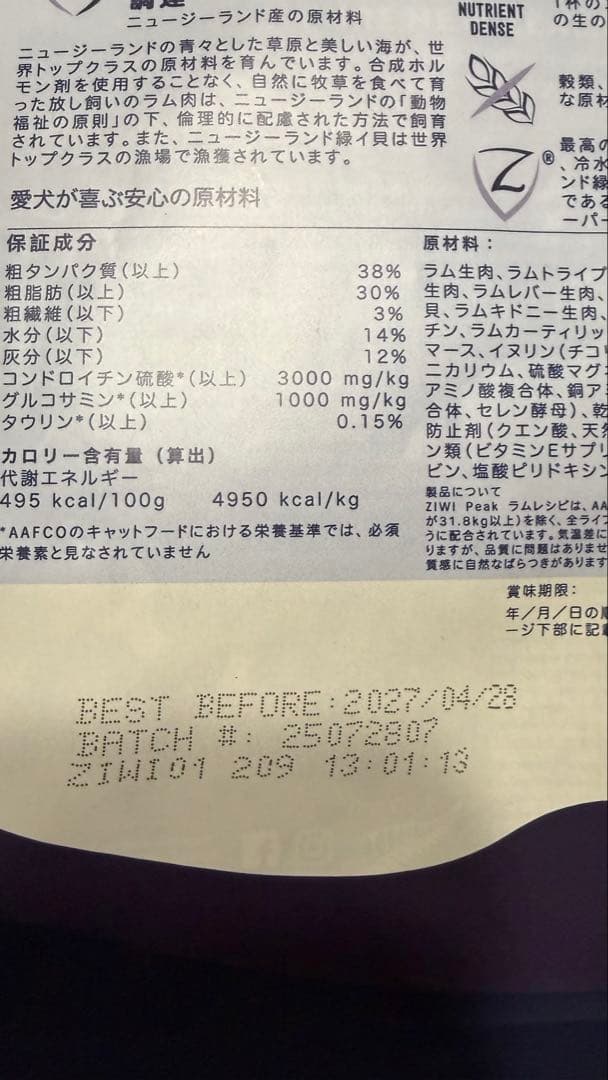 調達
ニュージーランド産の原材料
ニュージーランドの青々とした草原と美しい海が、世
界トップクラスの原材料を育んでいます。合成ホル
モン剤を使用することなく、自然に牧草を食べて育
った放し飼いのラム肉は、ニュージーランドの「動物
福祉の原則」の下、倫理的に配慮された方法で飼育
されています。また、ニュージーランド緑イ貝は世界
トップクラスの漁場で漁獲されています。
愛犬が喜ぶ安心の原材料
NUTRIENT
DENSE
1杯の
の生の
穀類、
な原材
Z®
最高の
、冷水
ンド緑
である
ーパー
保証成分
粗タンパク質(以上) 38%
粗脂肪(以上) 30%
粗繊維(以下) 3%
水分(以下) 14%
灰分(以下) 12%
コンドロイチン硫酸*(以上) 3000 mg/kg
グルコサミン*(以上) 1000 mg/kg
タウリン*(以上) 0.15%
カロリー含有量(算出)
代謝エネルギー
495 kcal/100g 4950 kcal/kg
*AAFCOのキャットフードにおける栄養基準では、必須
栄養素と見なされていません
原材料:
ラム生肉、ラムトライプ
生肉、ラムレバー生肉、
貝、ラムキドニー生肉、
チン、ラムカーティリッ
マース、イヌリン(チコリ
ニカリウム、硫酸マグネ
アミノ酸複合体、銅ア
合体、セレン酵母)、乾
防止剤(クエン酸、天然
ン類(ビタミンEサプリ
ビン、塩酸ピリドキシン
製品について
ZIWI Peak ラムレシピは、AA
が31.8kg以上)を除く、全ライフ
うに配合されています。気温差に
りますが、品質に問題はありませ
質感に自然なばらつきがあります
賞味期限:
年/月/日の順
ージ下部に記載
BEST BEFORE:2027/04/28
BATCH #: 25072807
ZIWI01 209 13:01:13